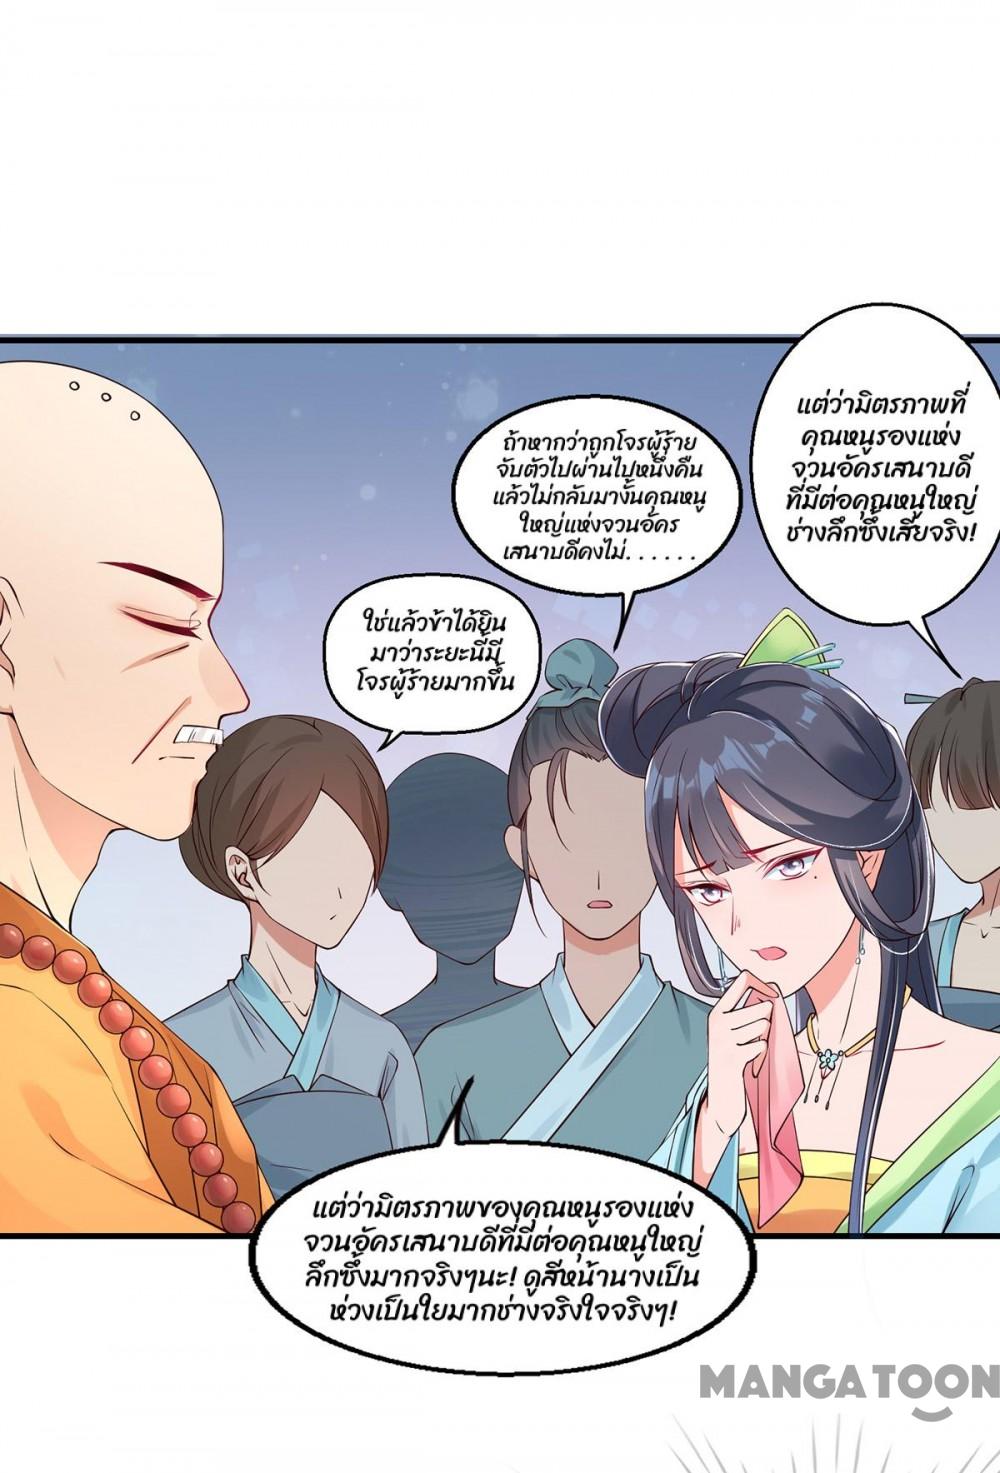 แต่ว่ามิตรภาพที่
คุณหนูรองแห่ง
จวนอัครเสนาบดี
ที่มีต่อคุณหนูใหญ่
ช่างลึกซึ้งเสียจริง!
ถ้าหากว่าถูกโจรผู้ร้าย
จับตัวไปผ่านไปหนึ่งคืน
แล้วไม่กลับมางั้นคุณหนู
ใหญ่แห่งจวนอัคร
เสนาบดีคงไม่......
ใช่แล้วข้าได้ยิน
มาว่าระยะนี้มี
โจรผู้ร้ายมากขึ้น
แต่ว่ามิตรภาพของคุณหนูรองแห่ง
จวนอัครเสนาบดีที่มีต่อคุณหนูใหญ่
ลึกซึ้งมากจริงๆนะ! ดูสีหน้านางเป็น
ห่วงเป็นใยมากช่างจริงใจจริงๆ!
MANGATOON